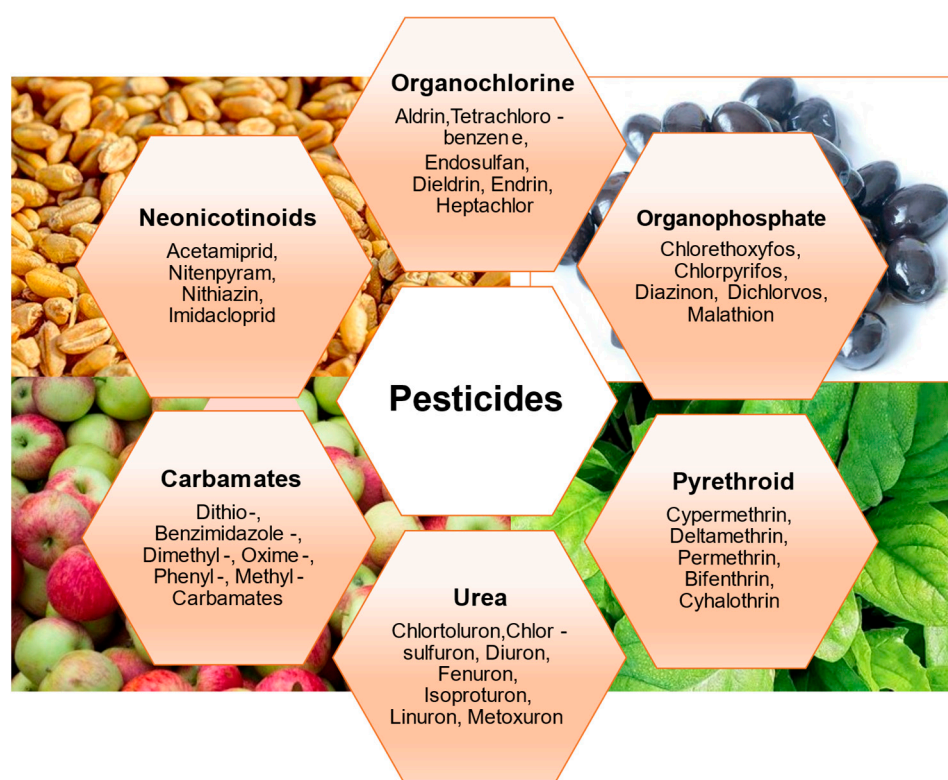 Organochlorine
Aldrin,Tetrachloro -
benzene,
Endosulfan,
Dieldrin, Endrin,
Heptachlor
Neonicotinoids
Acetamiprid,
Nitenpyram,
Nithiazin,
Imidacloprid
Organophosphate
Chlorethoxyfos,
Chlorpyrifos,
Diazinon, Dichlorvos,
Malathion
Pesticides
Carbamates
Dithio-,
Benzimidazole -,
Dimethyl-, Oxime-,
Phenyl-, Methyl-
Carbamates
Pyrethroid
Cypermethrin,
Deltamethrin,
Permethrin,
Bifenthrin,
Cyhalothrin
Urea
Chlortoluron,Chlor -
sulfuron, Diuron,
Fenuron,
Isoproturon,
Linuron, Metoxuron